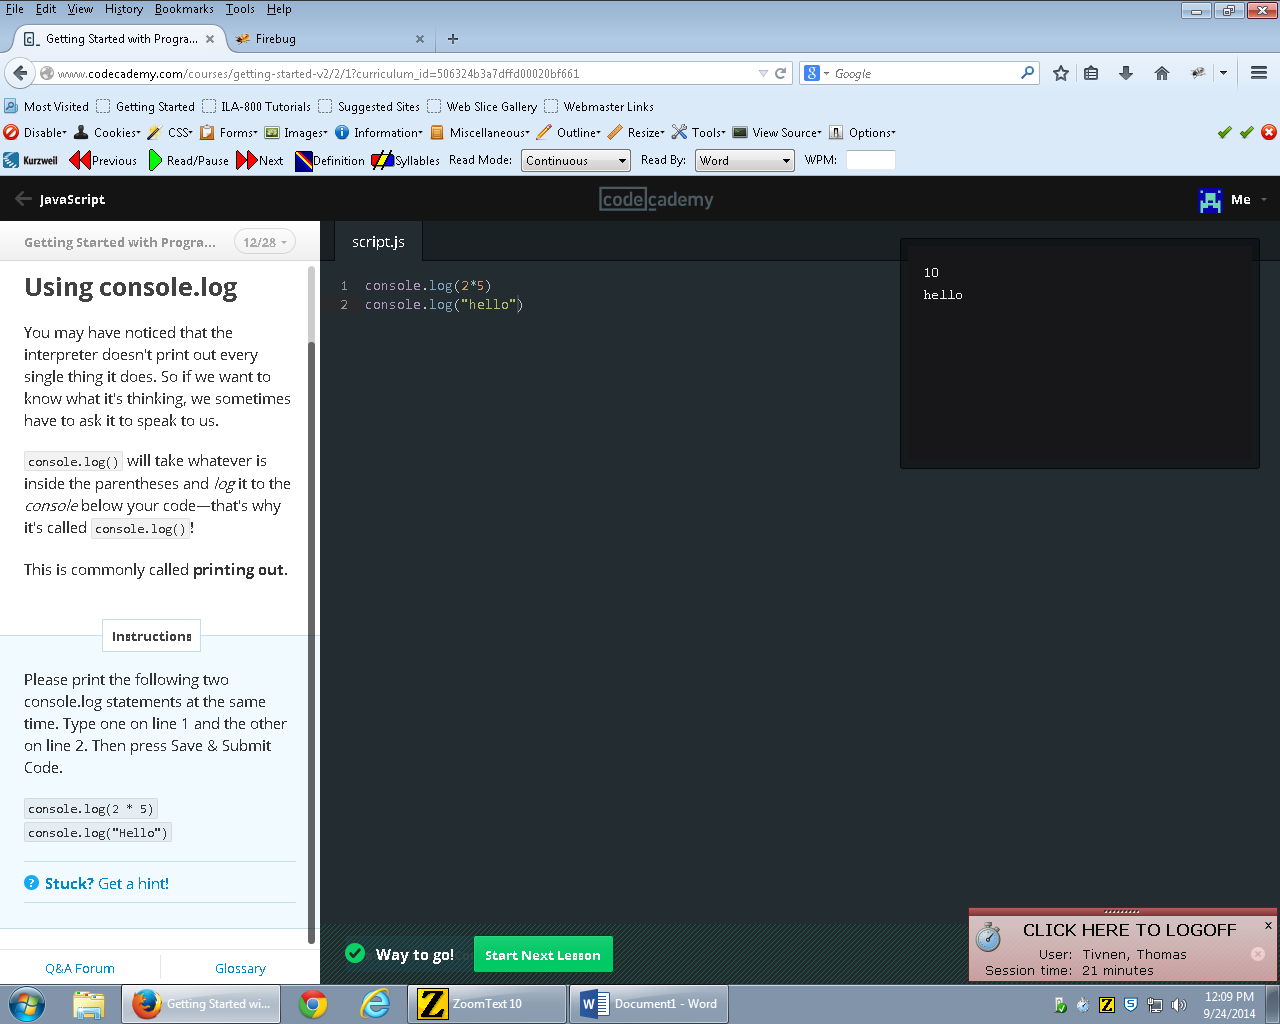 File Edit View History Bookmarks Tools Help
Getting Started with Progra... × Firebug × +
www.codecademy.com/courses/getting-started-v2/2/1?curriculum_id=506324b3a7dffd00020bf661
Google
Most Visited Getting Started ILA-800 Tutorials Suggested Sites Web Slice Gallery Webmaster Links
Disable Cookies CSS Forms Images Information Miscellaneous Outline Resize Tools View Source Options
Kurzweil Previous Read/Pause Next Definition Syllables Read Mode: Continuous Read By: Word WPM:
JavaScript
codecademy
Me
Getting Started with Progra... 12/28
script.js
Using console.log
You may have noticed that the
interpreter doesn't print out every
single thing it does. So if we want to
know what it's thinking, we sometimes
have to ask it to speak to us.
console.log() will take whatever is
inside the parentheses and log it to the
console below your code—that's why
it's called console.log()!
This is commonly called printing out.
Instructions
Please print the following two
console.log statements at the same
time. Type one on line 1 and the other
on line 2. Then press Save & Submit
Code.
console.log(2 * 5)
console.log("Hello")
Stuck? Get a hint!
Q&A Forum Glossary
1 console.log(2*5)
2 console.log("hello")
10
hello
Way to go! Start Next Lesson
CLICK HERE TO LOGOFF
User: Tivnen, Thomas
Session time: 21 minutes
Getting Started wi...
ZoomText 10
Document1 - Word
12:09 PM
9/24/2014